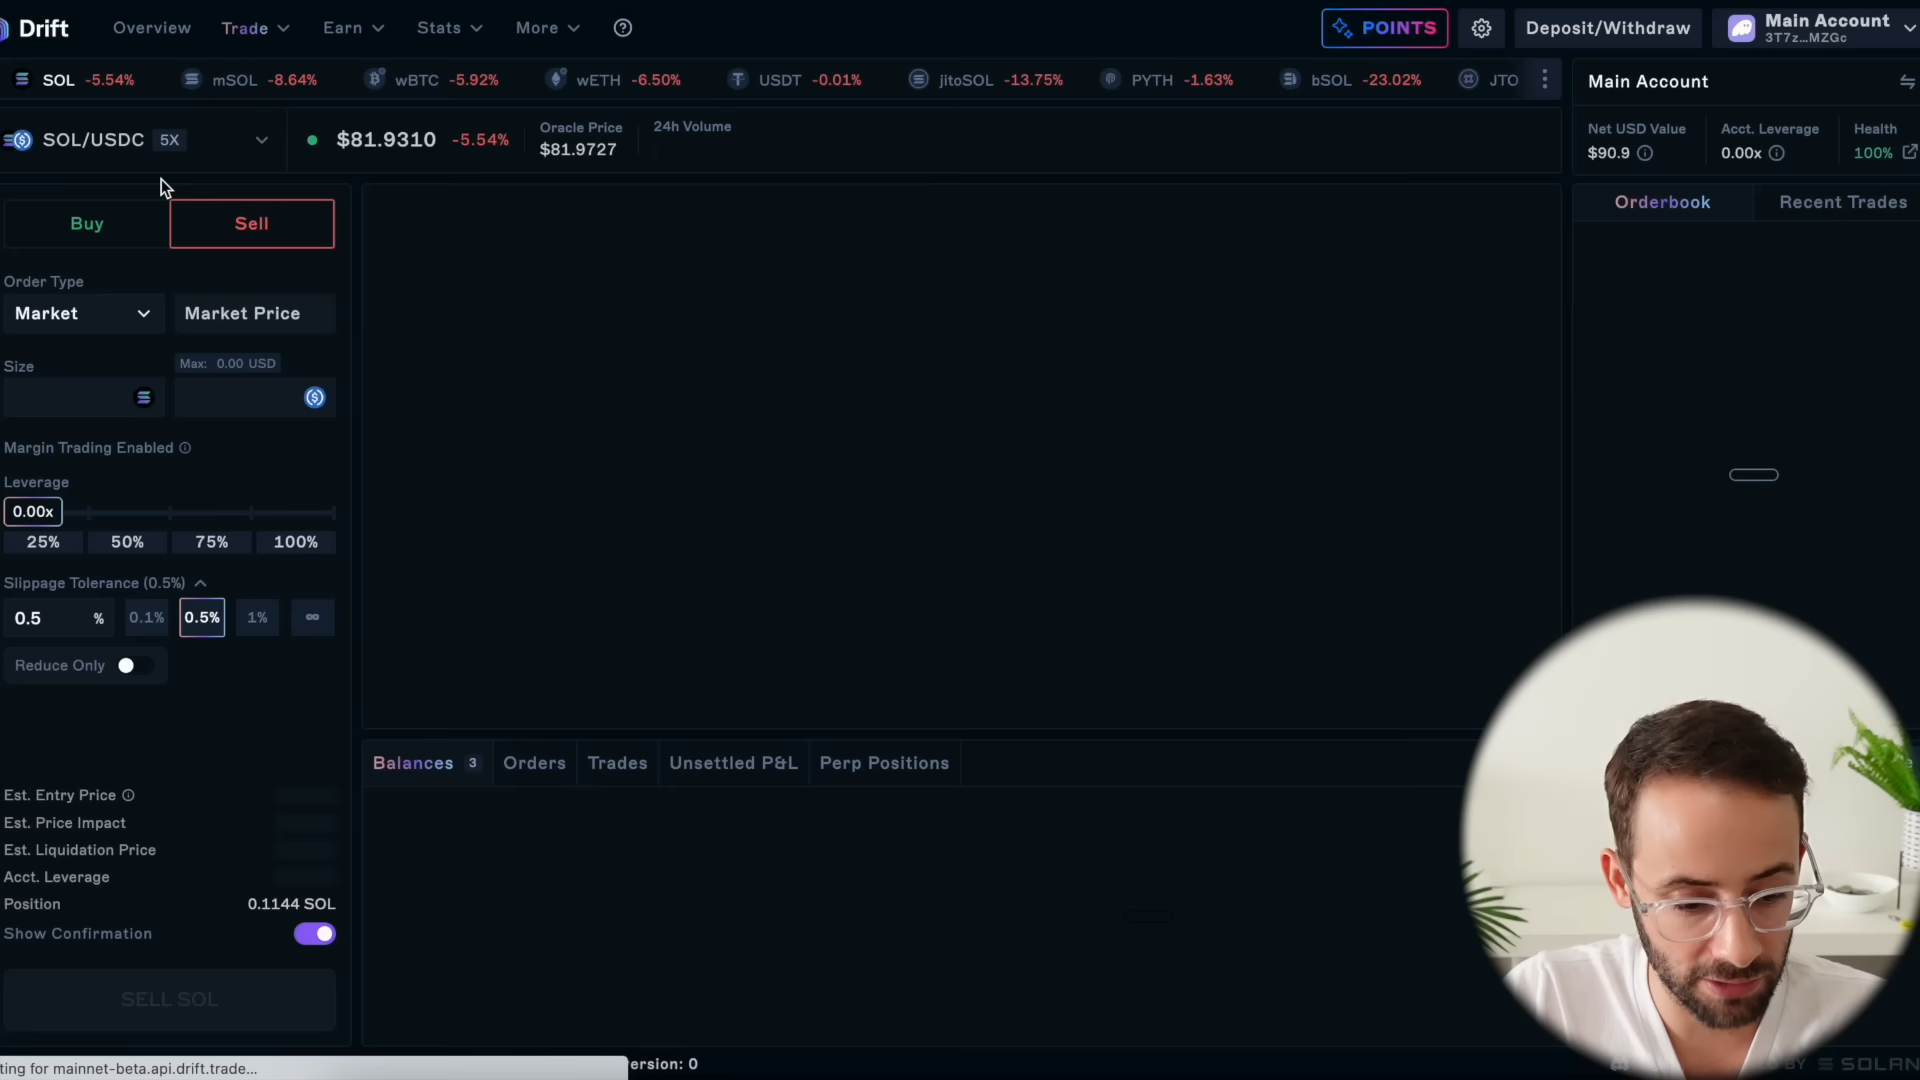 Drift Overview Trade Earn Stats More ? POINTS Deposit/Withdraw Main Account
3T7z...MZGc
SOL -5.54% mSOL -8.64% wBTC -5.92% wETH -6.50% USDT -0.01% jitoSOL -13.75% PYTH -1.63% bSOL -23.02% JTO
Main Account
SOL/USDC 5X $81.9310 -5.54%
Oracle Price 24h Volume
$81.9727
Net USD Value Acct. Leverage Health
$90.9 0.00x 100%
Buy Sell
Orderbook Recent Trades
Order Type
Market Market Price
Size Max: 0.00 USD
Margin Trading Enabled
Leverage
0.00x
25% 50% 75% 100%
Slippage Tolerance (0.5%)
0.5 % 0.1% 0.5% 1% ∞
Reduce Only
Balances 3 Orders Trades Unsettled P&L Perp Positions
Est. Entry Price
Est. Price Impact
Est. Liquidation Price
Acct. Leverage
Position 0.1144 SOL
Show Confirmation
SELL SOL
ting for mainnet-beta.api.drift.trade...
ersion: 0
BY SOLAN